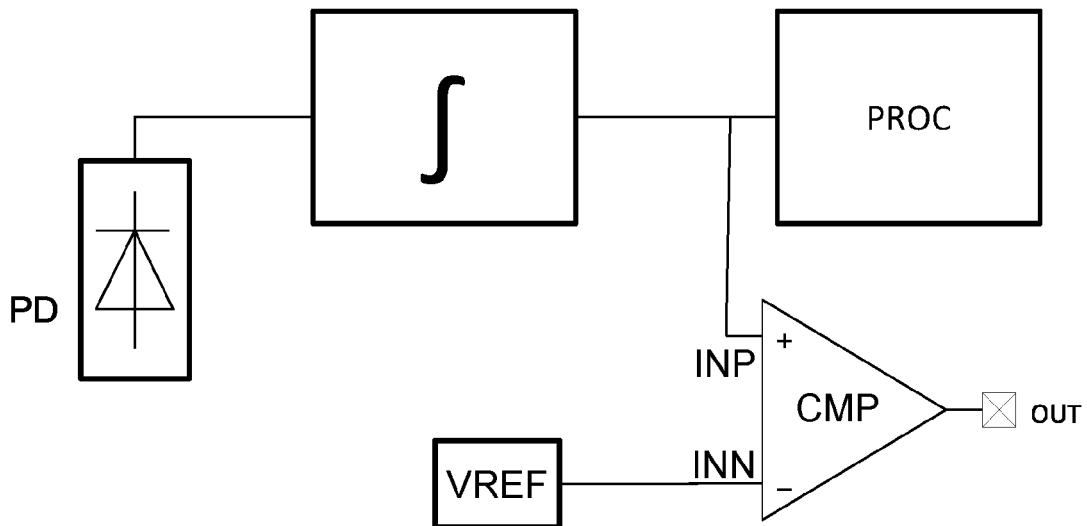 ∫
PROC
PD
+
INP
CMP
OUT
INN
VREF
−